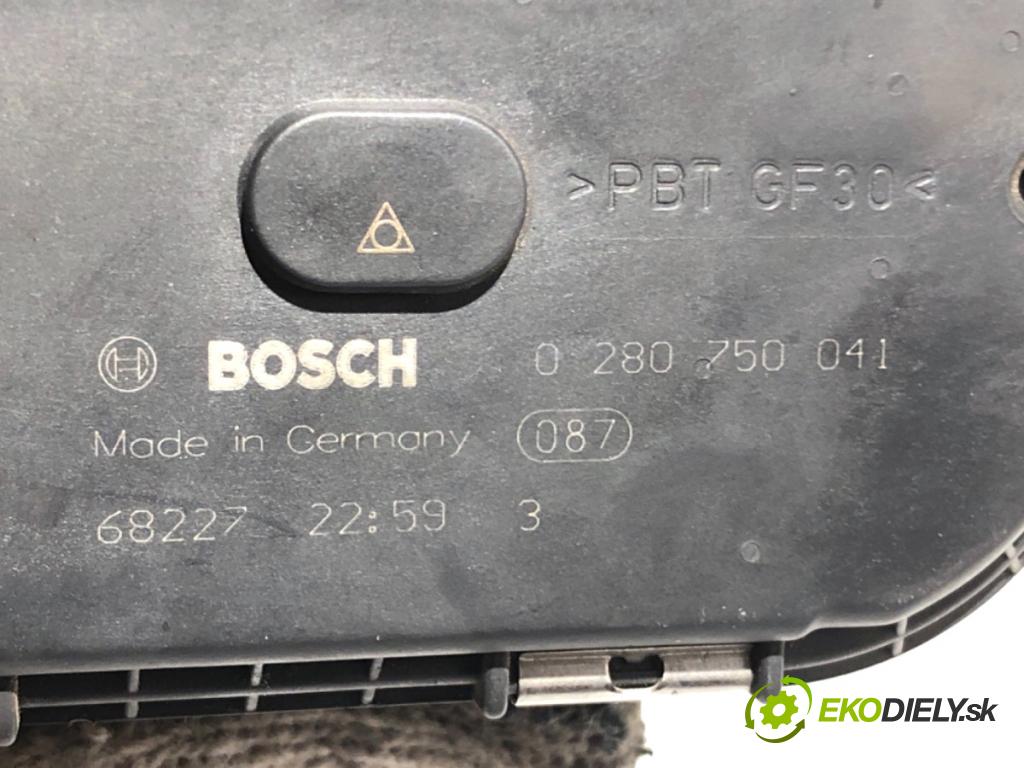 >PBT GF30<
BOSCH 0 280 750 041
Made in Germany 087
68227 22:59 3
EKODIELY.sk